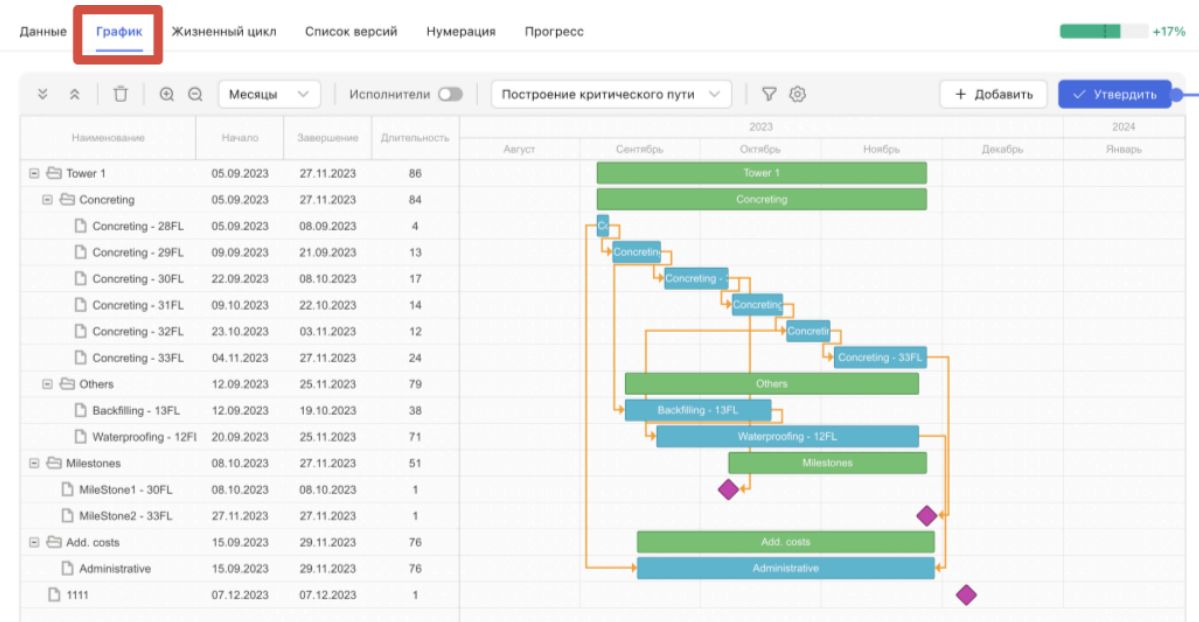 Данные График Жизненный цикл Список версий Нумерация Прогресс +17%
Месяцы Исполнители Построение критического пути + Добавить Утвердить
2023 2024
Наименование Начало Завершение Длительность Август Сентябрь Октябрь Ноябрь Декабрь Январь
Tower 1 05.09.2023 27.11.2023 86 Tower 1
Concreting 05.09.2023 27.11.2023 84 Concreting
Concreting - 28FL 05.09.2023 08.09.2023 4
Concreting - 29FL 09.09.2023 21.09.2023 13 Concreting
Concreting - 30FL 22.09.2023 08.10.2023 17 Concreting -
Concreting - 31FL 09.10.2023 22.10.2023 14 Concreting
Concreting - 32FL 23.10.2023 03.11.2023 12 Concretin
Concreting - 33FL 04.11.2023 27.11.2023 24 Concreting - 33FL
Others 12.09.2023 25.11.2023 79 Others
Backfilling - 13FL 12.09.2023 19.10.2023 38 Backfilling - 13FL
Waterproofing - 12Fl 20.09.2023 25.11.2023 71 Waterproofing - 12FL
Milestones 08.10.2023 27.11.2023 51 Milestones
MileStone1 - 30FL 08.10.2023 08.10.2023 1
MileStone2 - 33FL 27.11.2023 27.11.2023 1
Add. costs 15.09.2023 29.11.2023 76 Add. costs
Administrative 15.09.2023 29.11.2023 76 Administrative
1111 07.12.2023 07.12.2023 1